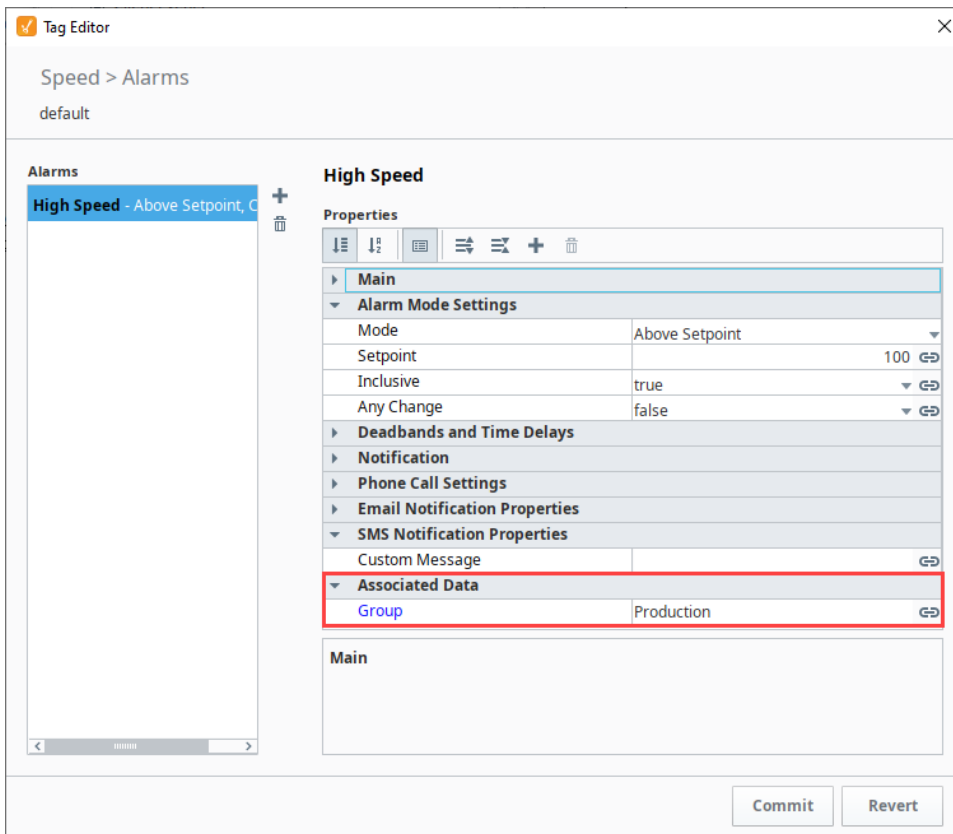 Tag Editor
Speed > Alarms
default
Alarms
High Speed - Above Setpoint, C
High Speed
Properties
Main
Alarm Mode Settings
Mode Above Setpoint
Setpoint 100
Inclusive true
Any Change false
Deadbands and Time Delays
Notification
Phone Call Settings
Email Notification Properties
SMS Notification Properties
Custom Message
Associated Data
Group Production
Main
Commit Revert